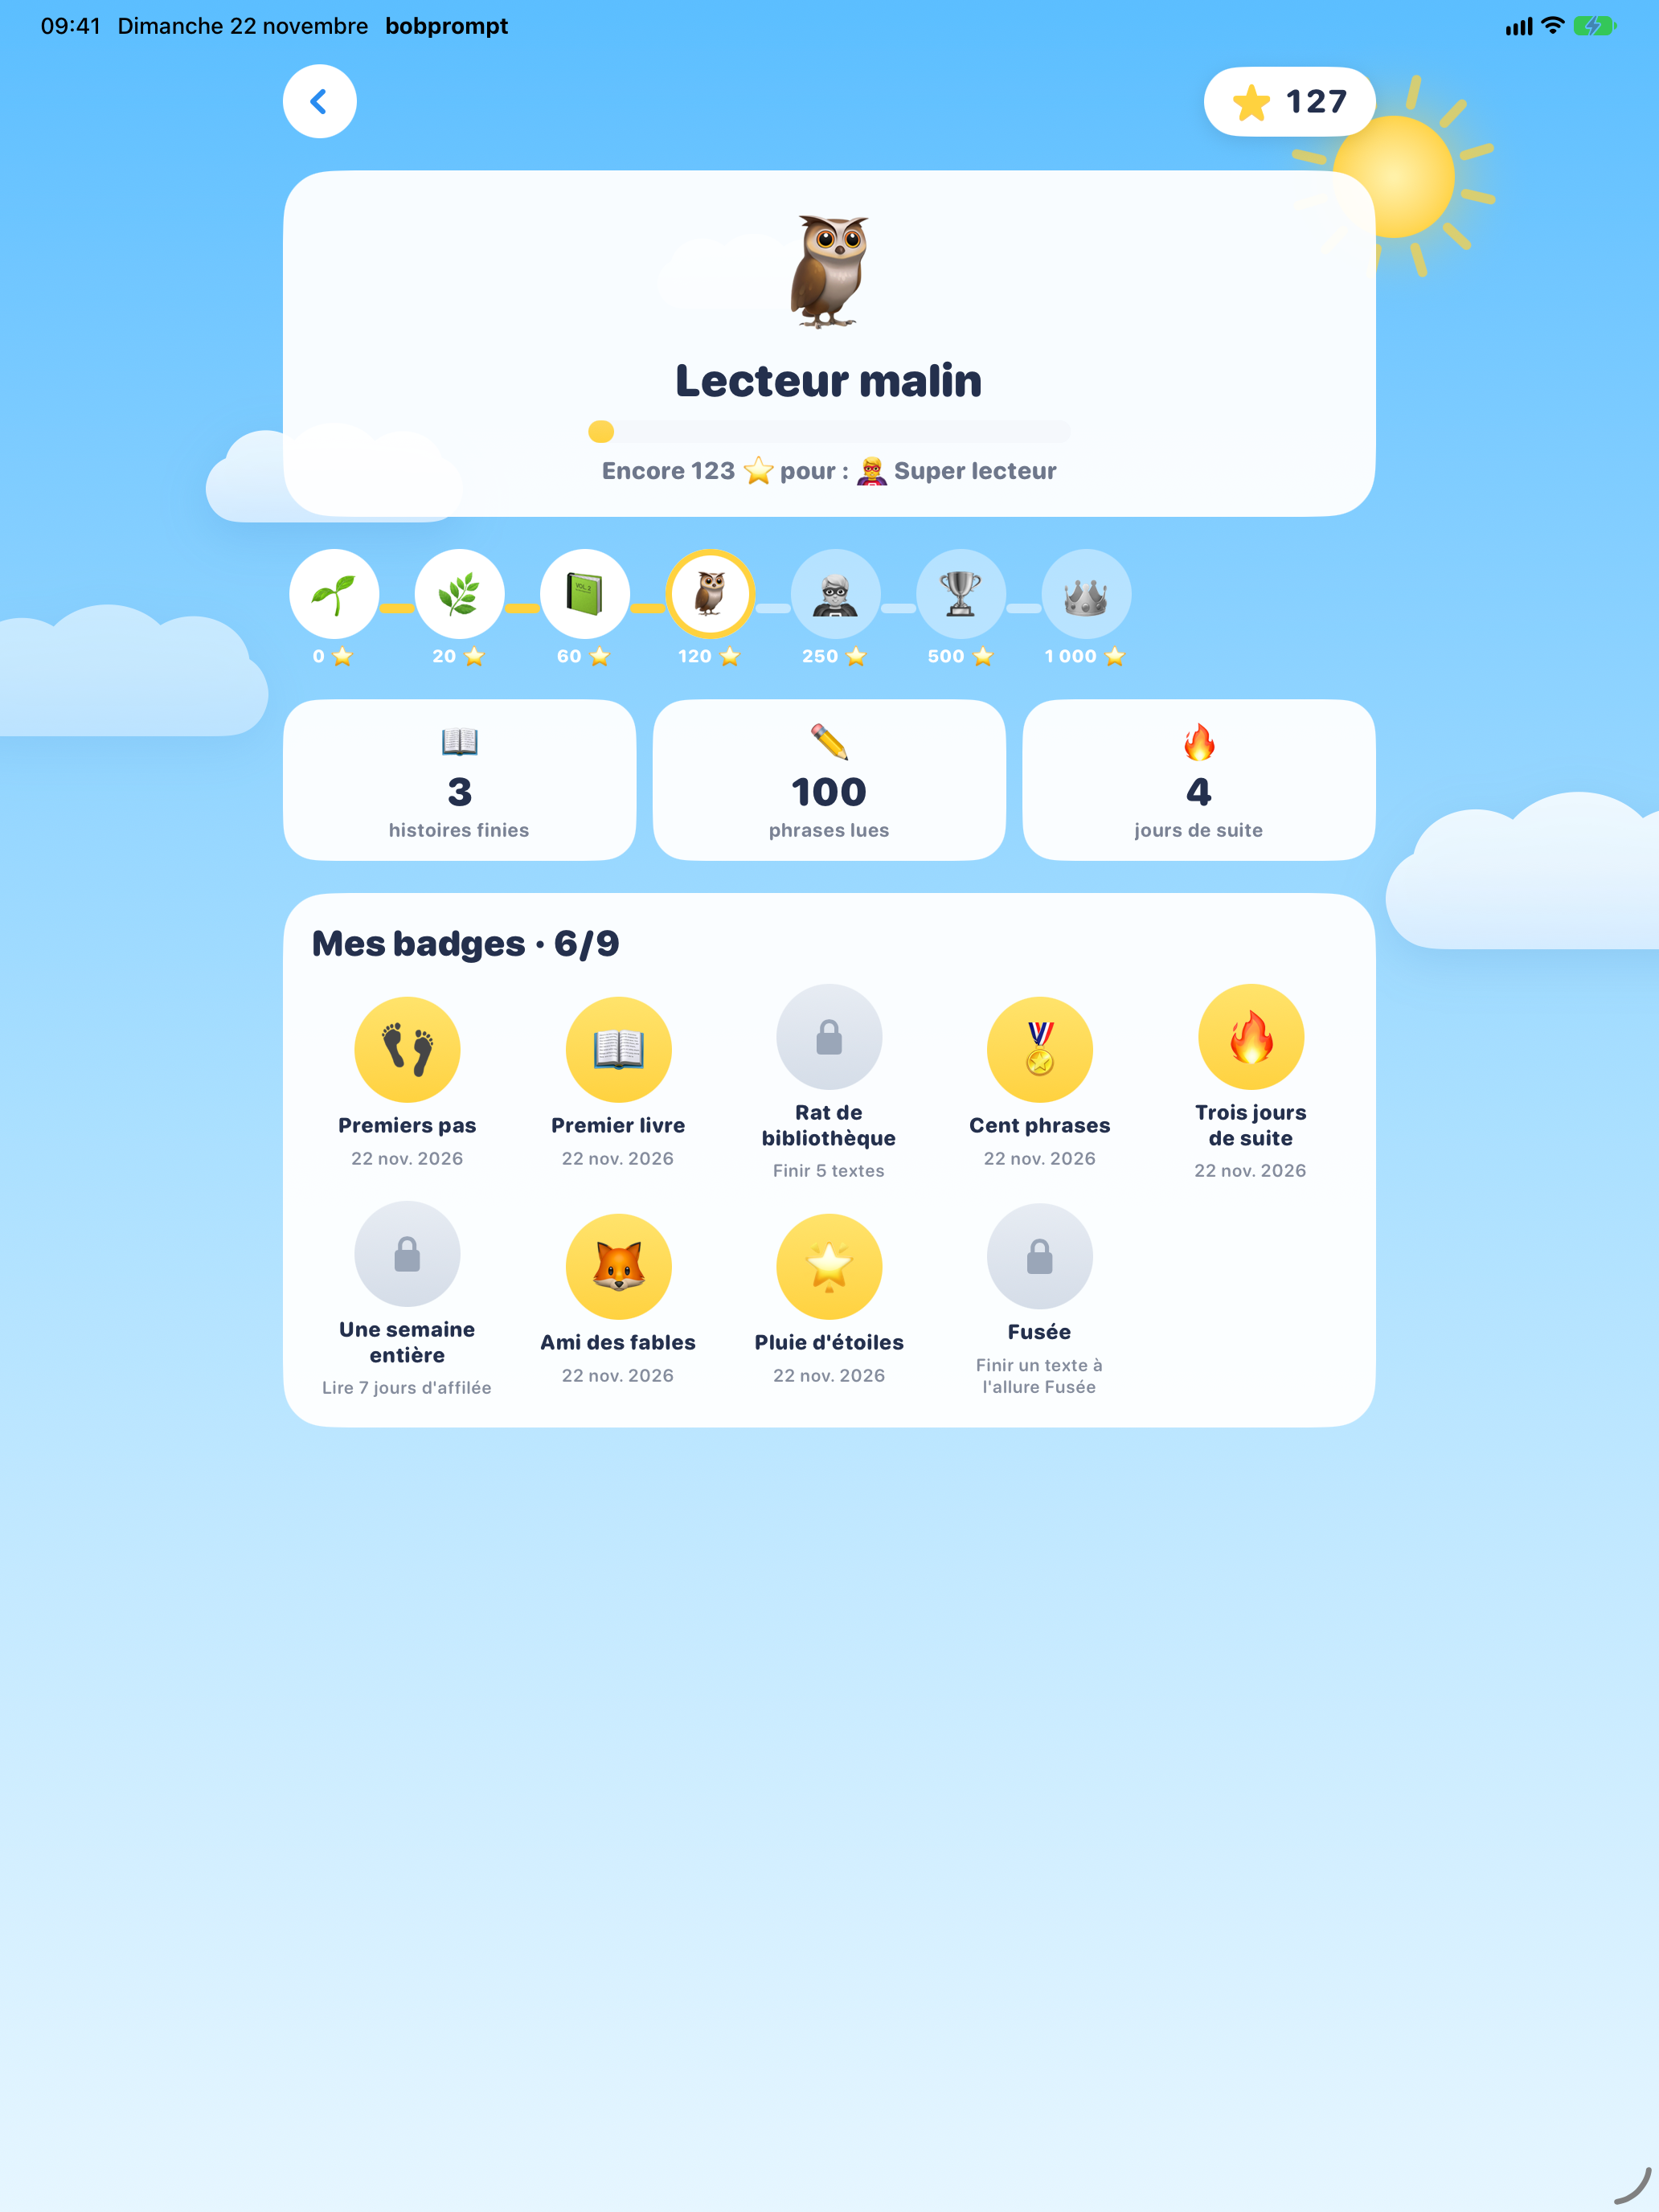 09:41 Dimanche 22 novembre bobprompt
127
Lecteur malin
Encore 123 ⭐ pour : 🦹 Super lecteur
0 ⭐ 20 ⭐ 60 ⭐ 120 ⭐ 250 ⭐ 500 ⭐ 1 000 ⭐
3
histoires finies
100
phrases lues
4
jours de suite
Mes badges · 6/9
Premiers pas
22 nov. 2026
Premier livre
22 nov. 2026
Rat de
bibliothèque
Finir 5 textes
Cent phrases
22 nov. 2026
Trois jours
de suite
22 nov. 2026
Une semaine
entière
Lire 7 jours d'affilée
Ami des fables
22 nov. 2026
Pluie d'étoiles
22 nov. 2026
Fusée
Finir un texte à
l'allure Fusée